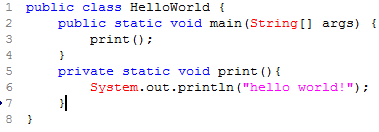 1 public class HelloWorld {
2 public static void main(String[] args) {
3 print();
4 }
5 private static void print(){
6 System.out.println("hello world!");
7 }
8 }